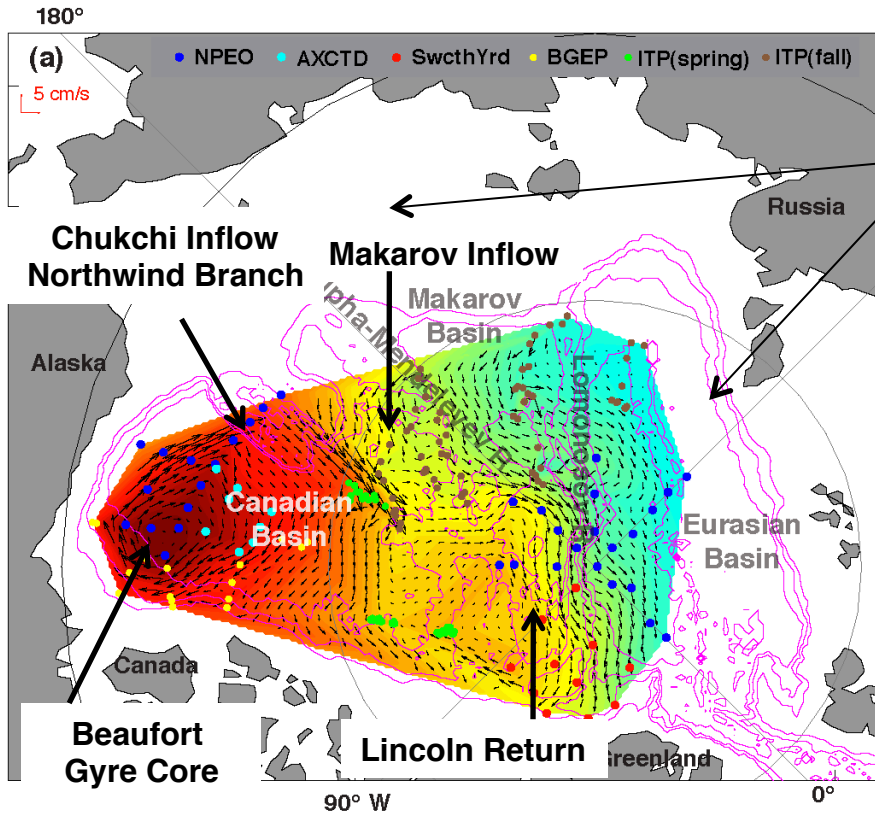 180°
(a)
NPEO AXCTD SwcthYrd BGEP ITP(spring) ITP(fall)
5 cm/s
Russia
Chukchi Inflow
Northwind Branch
Makarov Inflow
Makarov
Basin
Alaska
Canadian
Basin
Eurasian
Basin
Canada
Beaufort
Gyre Core
Lincoln Return
90° W
0°